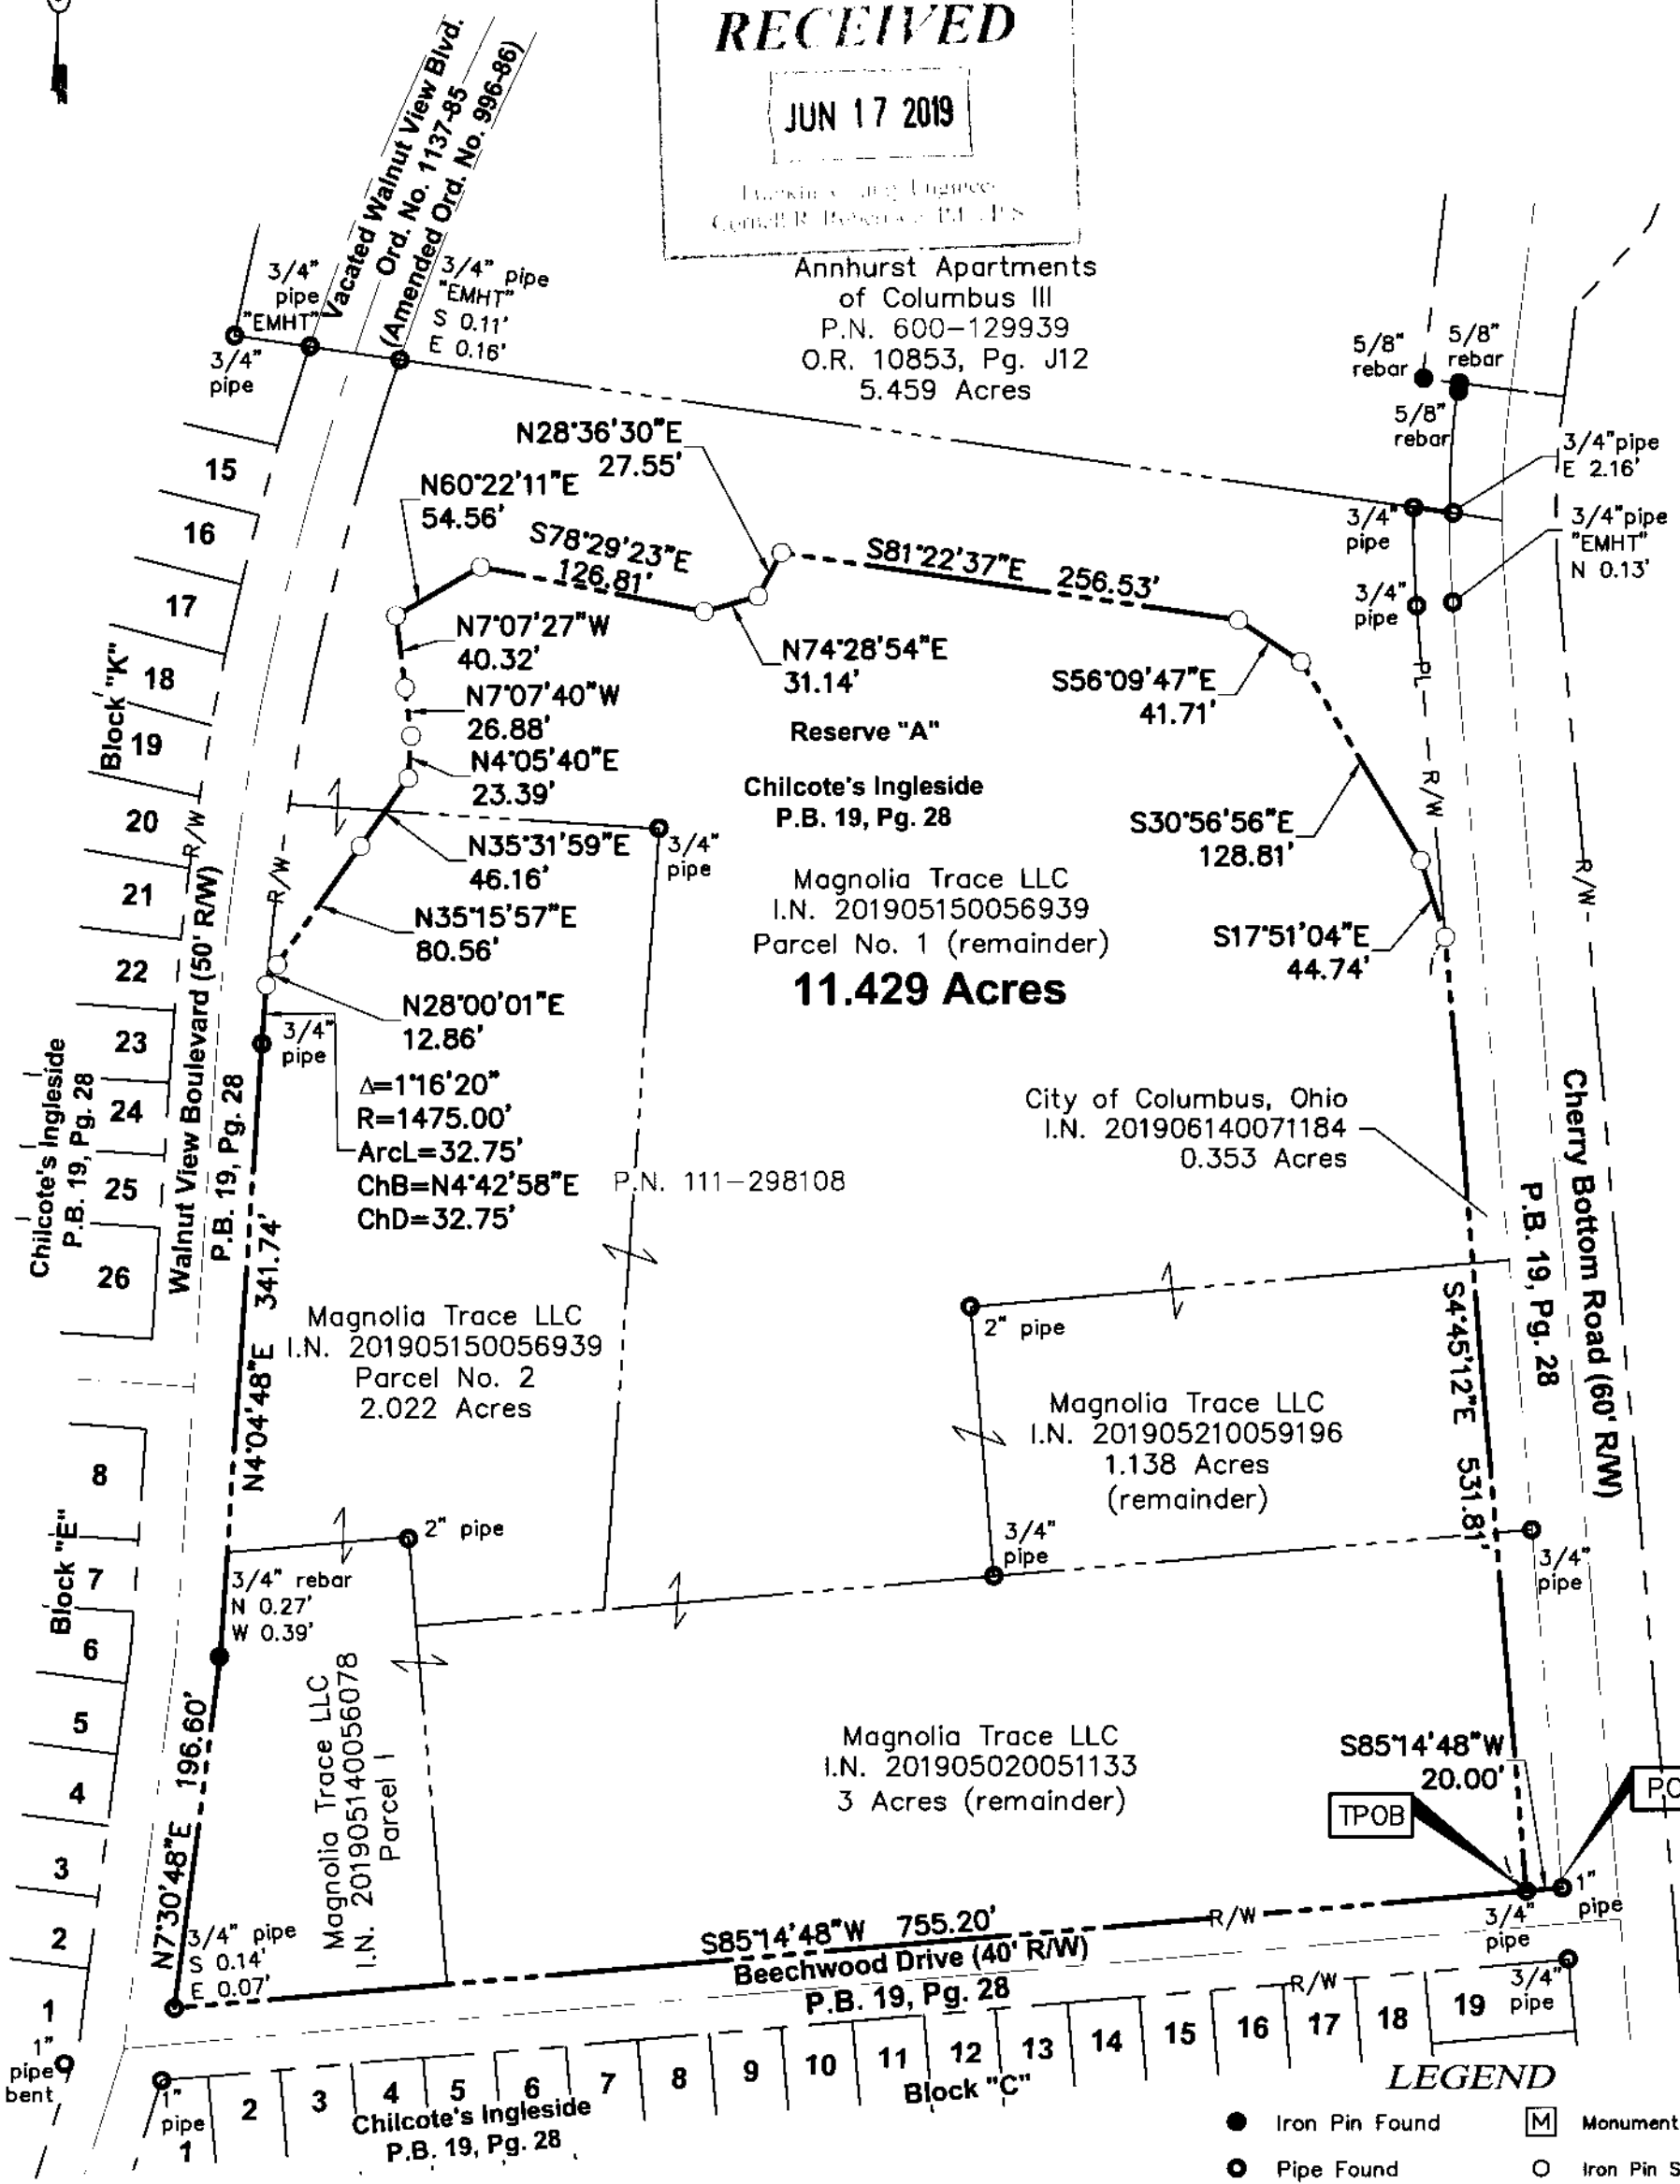 RECEIVED
JUN 17 2019
Vacated Walnut View Blvd.
Ord. No. 1137-85
(Amended Ord. No. 996-86)
3/4"
pipe
"EMHT"
3/4"
pipe
3/4" pipe
"EMHT"
S 0.11'
E 0.16'
Annhurst Apartments
of Columbus III
P.N. 600-129939
O.R. 10853, Pg. J12
5.459 Acres
5/8"
rebar
5/8"
rebar
5/8"
rebar
3/4"pipe
E 2.16'
3/4"
pipe
3/4"pipe
"EMHT"
N 0.13'
3/4"
pipe
N28°36'30"E
27.55'
N60°22'11"E
54.56'
S78°29'23"E
126.81'
S81°22'37"E 256.53'
N7°07'27"W
40.32'
N74°28'54"E
31.14'
S56°09'47"E
41.71'
N7°07'40"W
26.88'
Reserve "A"
N4°05'40"E
23.39'
Chilcote's Ingleside
P.B. 19, Pg. 28
S30°56'56"E
128.81'
N35°31'59"E
46.16'
3/4"
pipe
Magnolia Trace LLC
I.N. 201905150056939
Parcel No. 1 (remainder)
11.429 Acres
N35°15'57"E
80.56'
S17°51'04"E
44.74'
N28°00'01"E
12.86'
3/4"
pipe
Δ=1°16'20"
R=1475.00'
ArcL=32.75'
ChB=N4°42'58"E
ChD=32.75'
P.N. 111-298108
City of Columbus, Ohio
I.N. 201906140071184
0.353 Acres
PL
R/W
R/W
R/W
R/W
15
16
17
18
19
20
21
22
23
24
25
26
Block "K"
Chilcote's Ingleside
P.B. 19, Pg. 28
Walnut View Boulevard (50' R/W)
P.B. 19, Pg. 28
N4°04'48"E 341.74'
Magnolia Trace LLC
I.N. 201905150056939
Parcel No. 2
2.022 Acres
2" pipe
Magnolia Trace LLC
I.N. 201905210059196
1.138 Acres
(remainder)
S4°45'12"E 531.81'
P.B. 19, Pg. 28
Cherry Bottom Road (60' R/W)
8
7
6
5
4
3
2
1
Block "E"
2" pipe
3/4"
pipe
3/4"
pipe
3/4" rebar
N 0.27'
W 0.39'
N7°30'48"E 196.60'
Magnolia Trace LLC
I.N. 201905140056078
Parcel I
Magnolia Trace LLC
I.N. 201905020051133
3 Acres (remainder)
S85°14'48"W
20.00'
TPOB
1"
pipe
3/4"
pipe
3/4" pipe
S 0.14'
E 0.07'
S85°14'48"W 755.20'
R/W
Beechwood Drive (40' R/W)
P.B. 19, Pg. 28
R/W
3/4"
pipe
1"
pipe
bent
1"
pipe
1 2 3 4 5 6 7 8 9 10 11 12 13 14 15 16 17 18 19
Block "C"
Chilcote's Ingleside
P.B. 19, Pg. 28
LEGEND
Iron Pin Found
M Monument
Pipe Found
Iron Pin S